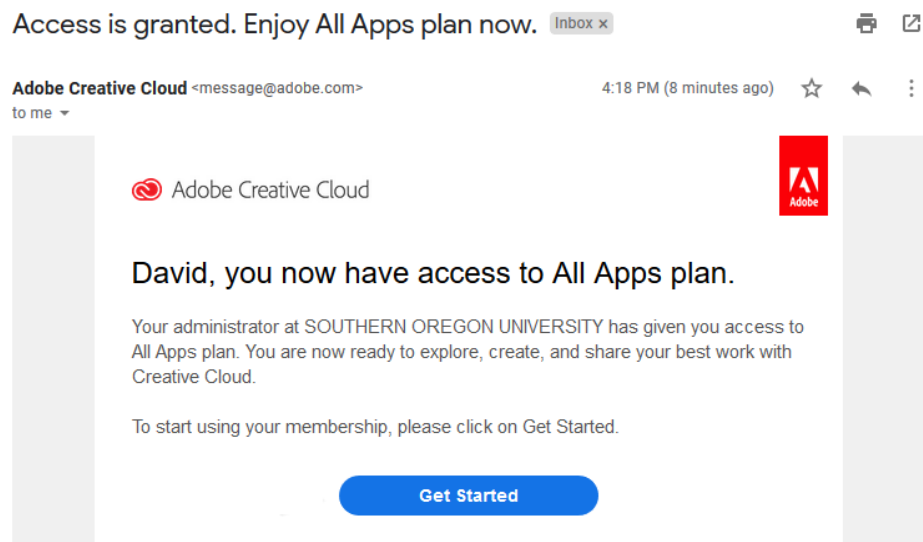 Access is granted. Enjoy All Apps plan now. Inbox x
Adobe Creative Cloud <message@adobe.com> 4:18 PM (8 minutes ago)
to me
Adobe Creative Cloud
Adobe
David, you now have access to All Apps plan.
Your administrator at SOUTHERN OREGON UNIVERSITY has given you access to
All Apps plan. You are now ready to explore, create, and share your best work with
Creative Cloud.
To start using your membership, please click on Get Started.
Get Started